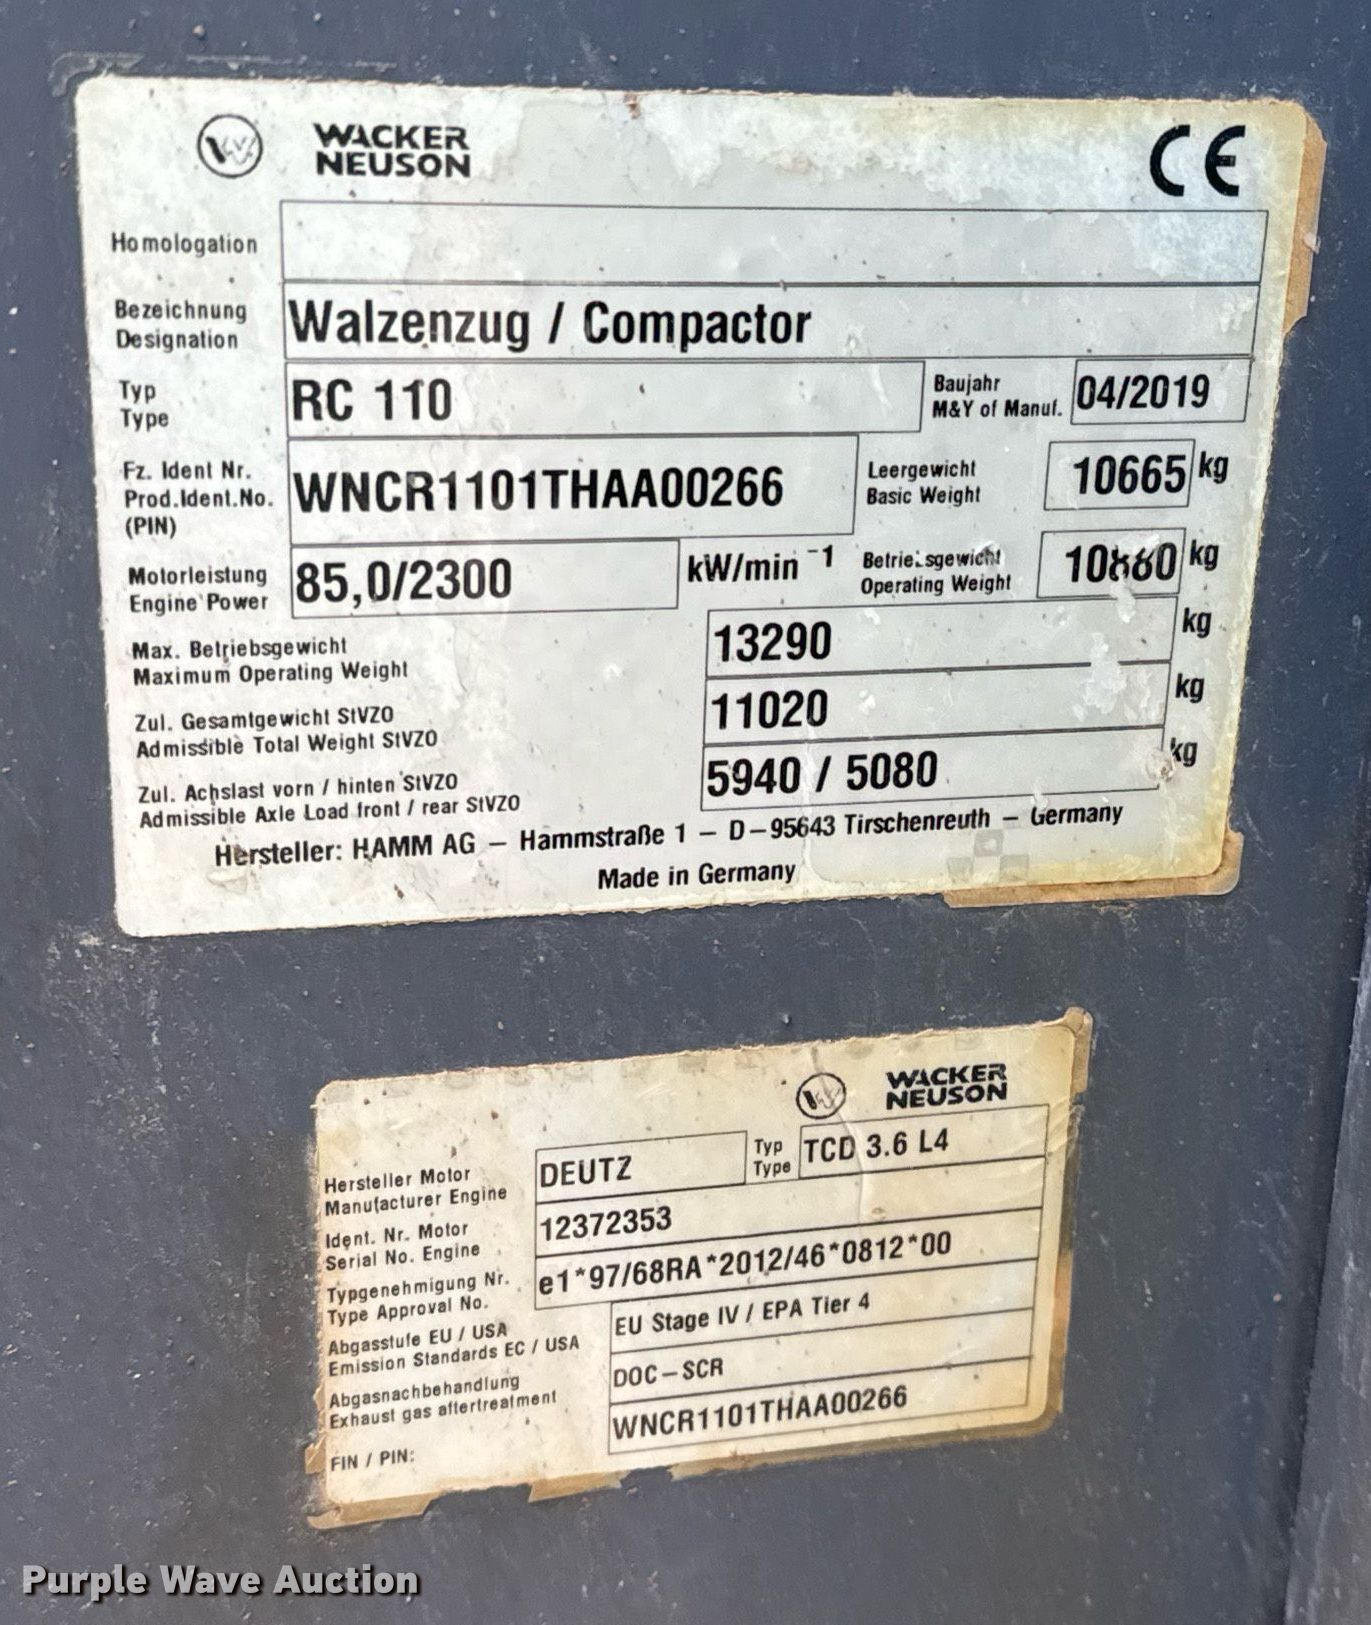 WACKER
NEUSON
CE
Homologation
Bezeichnung
Designation
Walzenzug / Compactor
Typ
Type
RC 110
Baujahr
M&Y of Manuf.
04/2019
Fz. Ident Nr.
Prod.Ident.No.
(PIN)
WNCR1101THAA00266
Leergewicht
Basic Weight
10665 kg
Motorleistung
Engine Power
85,0/2300 kW/min −1
Betriebsgewicht
Operating Weight
kg
Max. Betriebsgewicht
Maximum Operating Weight
13290 kg
Zul. Gesamtgewicht StVZO
Admissible Total Weight StVZO
11020 kg
Zul. Achslast vorn / hinten StVZO
Admissible Axle Load front / rear StVZO
5940 / 5080 kg
Hersteller: HAMM AG – Hammstraße 1 – D–95643 Tirschenreuth – Germany
Made in Germany
WACKER
NEUSON
Hersteller Motor
Manufacturer Engine
DEUTZ
Typ
Type
TCD 3.6 L4
Ident. Nr. Motor
Serial No. Engine
12372353
Typgenehmigung Nr.
Type Approval No.
e1*97/68RA*2012/46*0812*00
Abgasstufe EU / USA
Emission Standards EC / USA
EU Stage IV / EPA Tier 4
Abgasnachbehandlung
Exhaust gas aftertreatment
DOC–SCR
FIN / PIN:
WNCR1101THAA00266
Purple Wave Auction